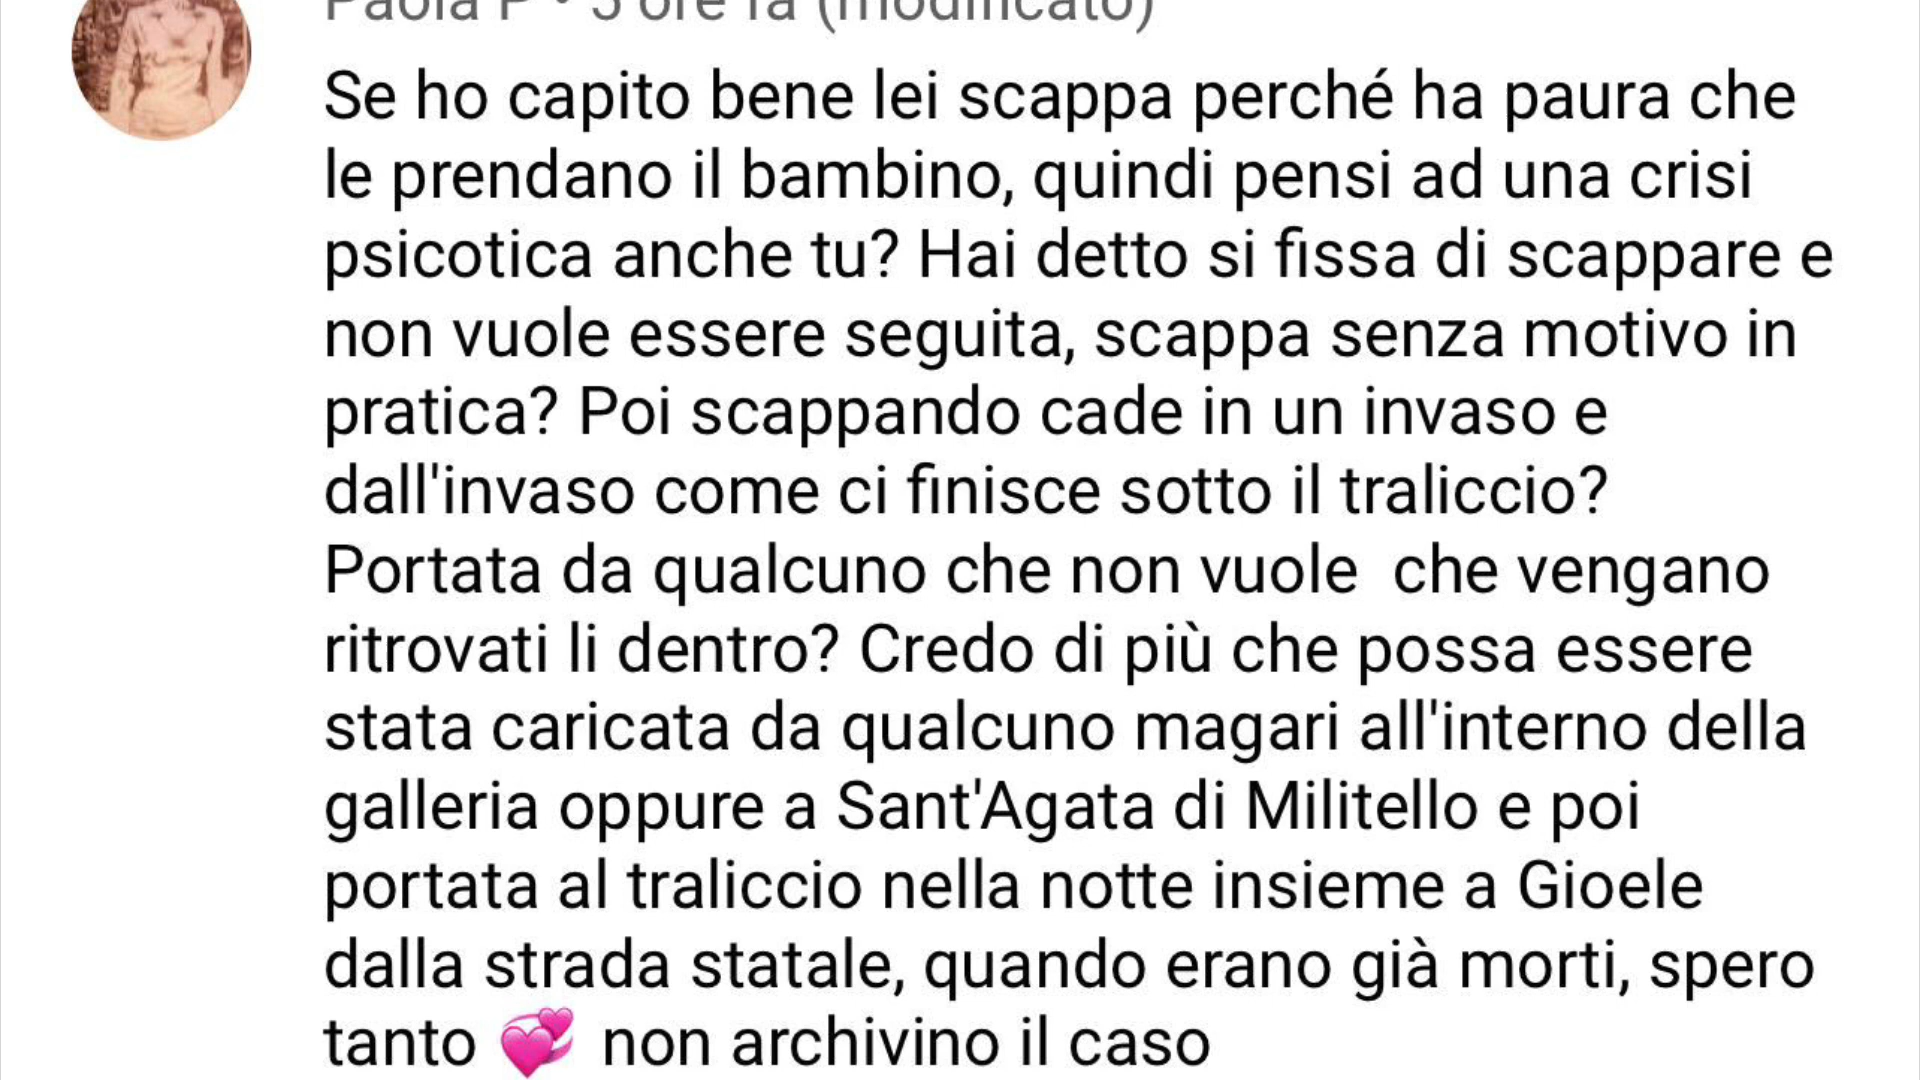 Paola P • 5 ore fa (modificato)
Se ho capito bene lei scappa perché ha paura che
le prendano il bambino, quindi pensi ad una crisi
psicotica anche tu? Hai detto si fissa di scappare e
non vuole essere seguita, scappa senza motivo in
pratica? Poi scappando cade in un invaso e
dall'invaso come ci finisce sotto il traliccio?
Portata da qualcuno che non vuole  che vengano
ritrovati li dentro? Credo di più che possa essere
stata caricata da qualcuno magari all'interno della
galleria oppure a Sant'Agata di Militello e poi
portata al traliccio nella notte insieme a Gioele
dalla strada statale, quando erano già morti, spero
tanto 💞 non archivino il caso